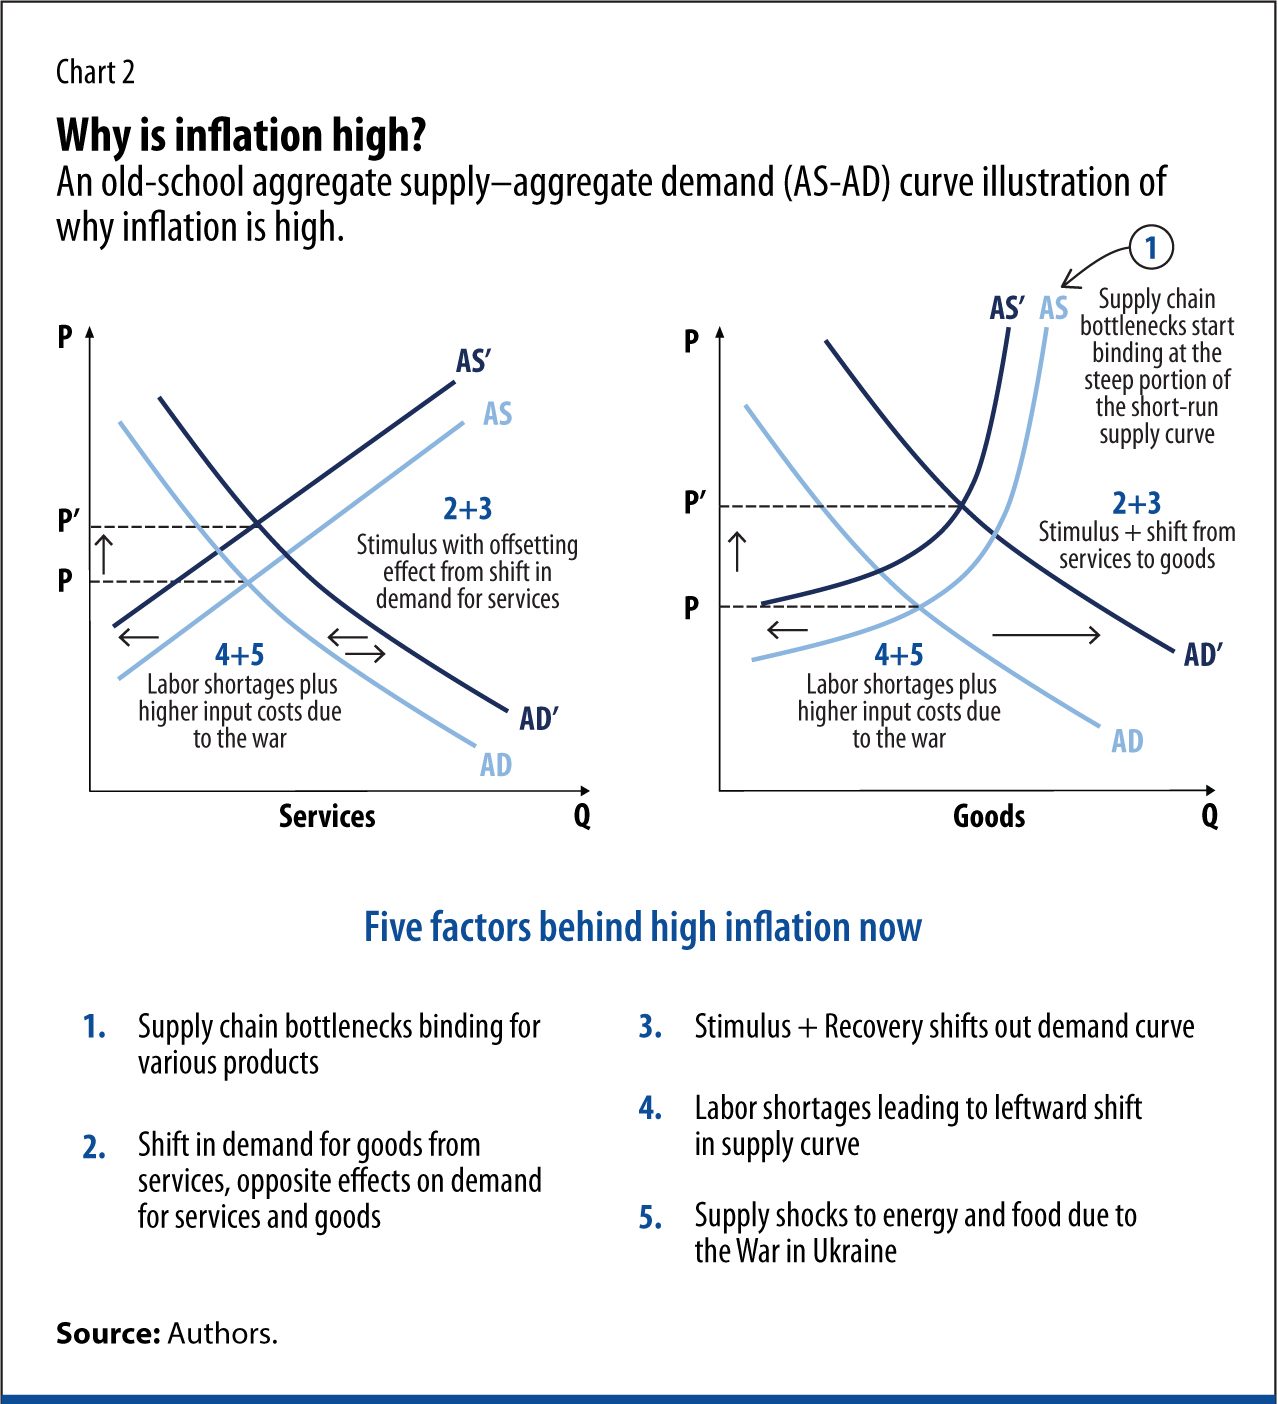 Chart 2
Why is inflation high?
An old-school aggregate supply–aggregate demand (AS-AD) curve illustration of
why inflation is high.
P
AS′
AS
P′
P
2+3
Stimulus with offsetting
effect from shift in
demand for services
4+5
Labor shortages plus
higher input costs due
to the war
AD′
AD
Services
Q
1
P
AS′
AS
Supply chain
bottlenecks start
binding at the
steep portion of
the short-run
supply curve
P′
P
2+3
Stimulus + shift from
services to goods
4+5
Labor shortages plus
higher input costs due
to the war
AD′
AD
Goods
Q
Five factors behind high inflation now
1. Supply chain bottlenecks binding for
various products
2. Shift in demand for goods from
services, opposite effects on demand
for services and goods
3. Stimulus + Recovery shifts out demand curve
4. Labor shortages leading to leftward shift
in supply curve
5. Supply shocks to energy and food due to
the War in Ukraine
Source: Authors.